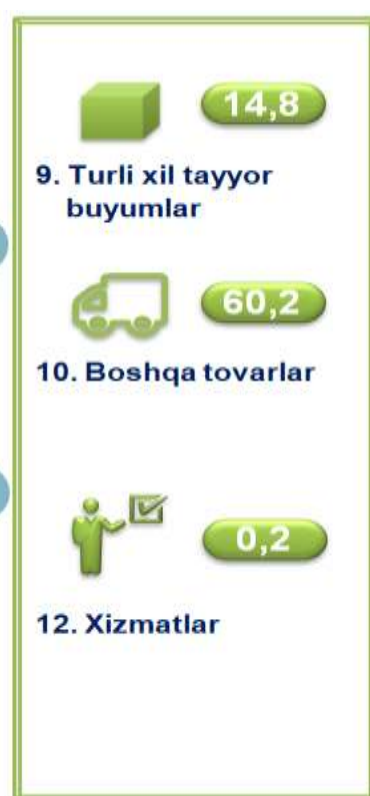 14,8
9. Turli xil tayyor
buyumlar
60,2
10. Boshqa tovarlar
0,2
12. Xizmatlar